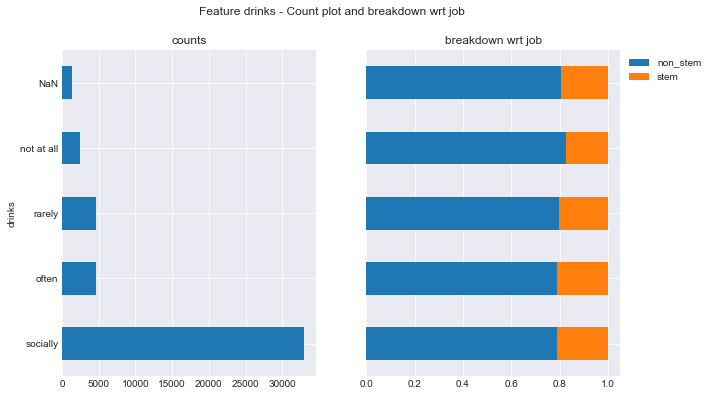 Feature drinks - Count plot and breakdown wrt job
counts
breakdown wrt job
non_stem
stem
drinks
NaN
not at all
rarely
often
socially
0 5000 10000 15000 20000 25000 30000
0.0 0.2 0.4 0.6 0.8 1.0